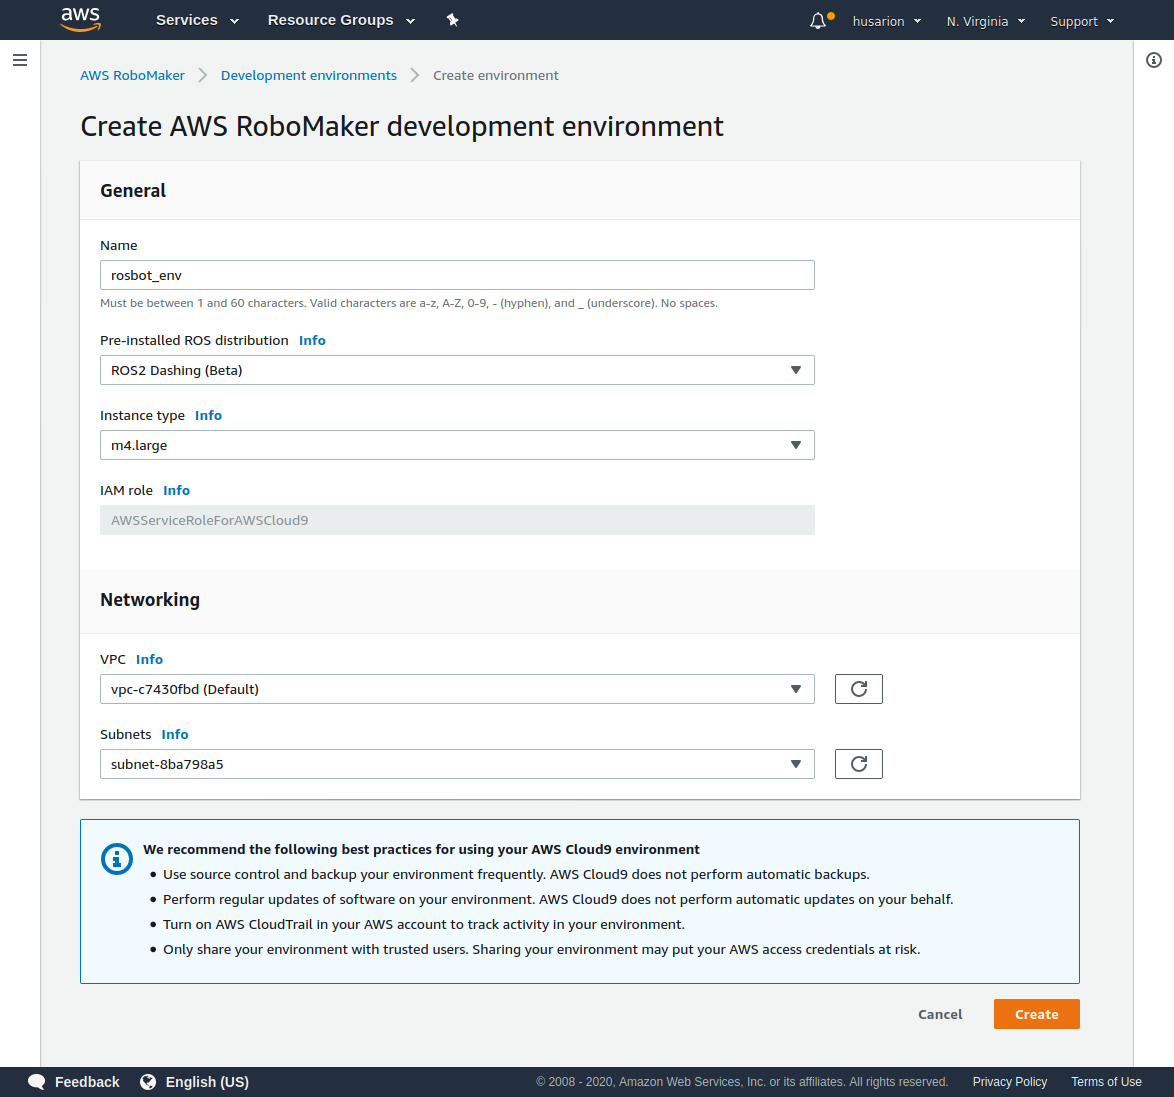 aws Services Resource Groups husarion N. Virginia Support
AWS RoboMaker Development environments Create environment
Create AWS RoboMaker development environment
General
Name
rosbot_env
Must be between 1 and 60 characters. Valid characters are a-z, A-Z, 0-9, - (hyphen), and _ (underscore). No spaces.
Pre-installed ROS distribution Info
ROS2 Dashing (Beta)
Instance type Info
m4.large
IAM role Info
AWSServiceRoleForAWSCloud9
Networking
VPC Info
vpc-c7430fbd (Default)
Subnets Info
subnet-8ba798a5
We recommend the following best practices for using your AWS Cloud9 environment
• Use source control and backup your environment frequently. AWS Cloud9 does not perform automatic backups.
• Perform regular updates of software on your environment. AWS Cloud9 does not perform automatic updates on your behalf.
• Turn on AWS CloudTrail in your AWS account to track activity in your environment.
• Only share your environment with trusted users. Sharing your environment may put your AWS access credentials at risk.
Cancel Create
Feedback English (US) © 2008 - 2020, Amazon Web Services, Inc. or its affiliates. All rights reserved. Privacy Policy Terms of Use